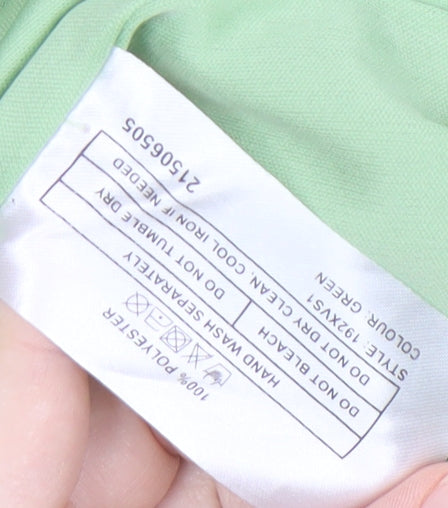 100% POLYESTER
HAND WASH SEPARATELY
DO NOT BLEACH
DO NOT TUMBLE DRY
DO NOT DRY CLEAN, COOL IRON IF NEEDED
STYLE: 192XVS1
COLOUR: GREEN
21506505